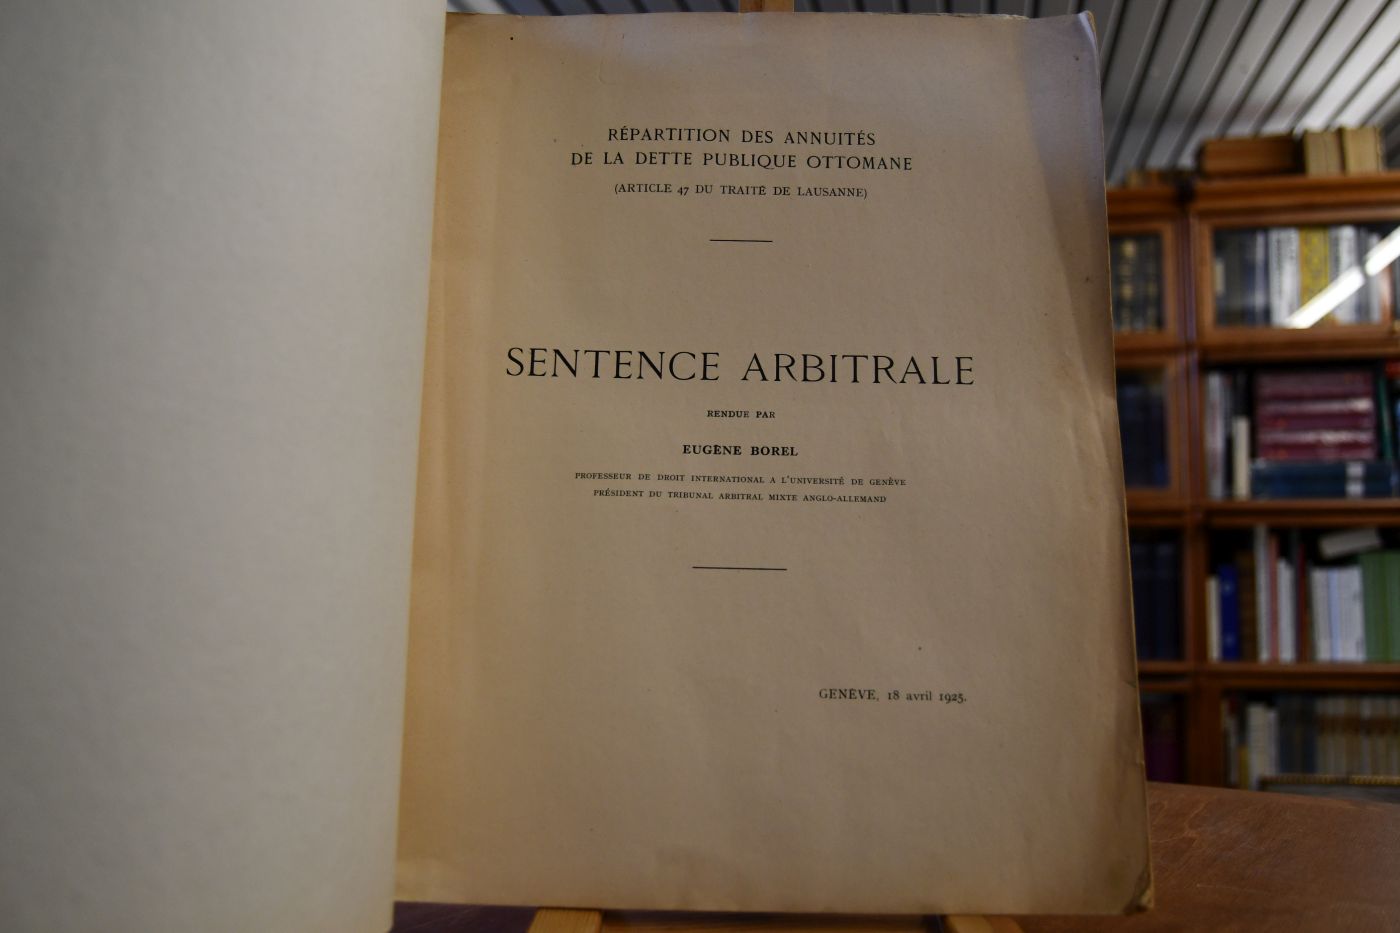 RÉPARTITION DES ANNUITÉS
DE LA DETTE PUBLIQUE OTTOMANE
(ARTICLE 47 DU TRAITÉ DE LAUSANNE)
SENTENCE ARBITRALE
RENDUE PAR
EUGÈNE BOREL
PROFESSEUR DE DROIT INTERNATIONAL A L'UNIVERSITÉ DE GENÈVE
PRÉSIDENT DU TRIBUNAL ARBITRAL MIXTE ANGLO-ALLEMAND
GENÈVE, 18 avril 1925.